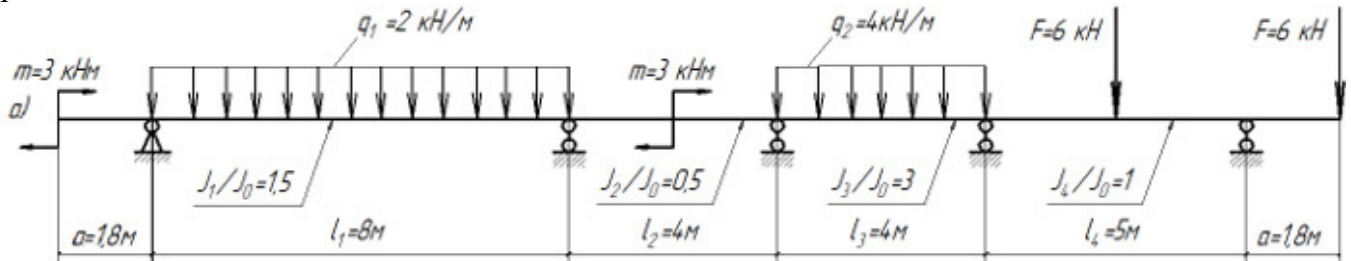 q₁=2 кН/м
q₂=4кН/м
F=6 кН
F=6 кН
m=3 кНм
m=3 кНм
а)
J₁/J₀=1,5
J₂/J₀=0,5
J₃/J₀=3
J₄/J₀=1
a=1,8м
l₁=8м
l₂=4м
l₃=4м
l₄=5м
a=1,8м